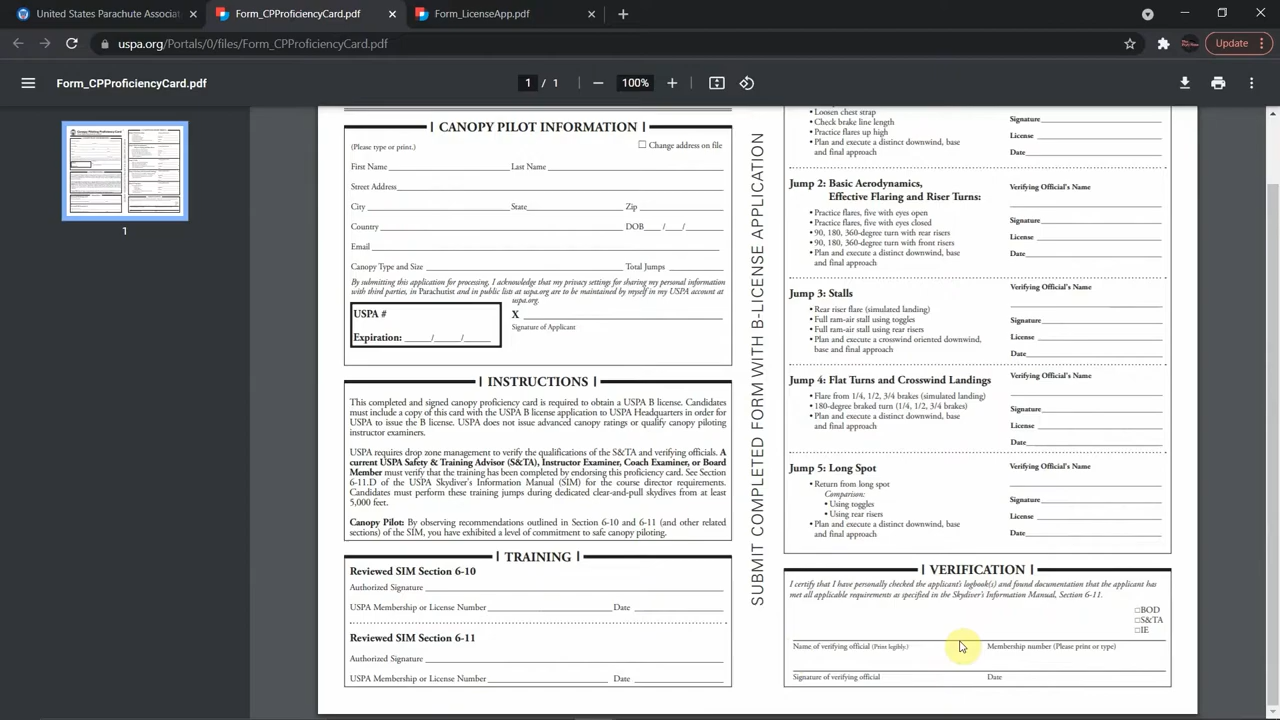 United States Parachute Associat
Form_CPProficiencyCard.pdf
Form_LicenseApp.pdf
uspa.org/Portals/0/files/Form_CPProficiencyCard.pdf
Update
Form_CPProficiencyCard.pdf
1 / 1
100%
1
CANOPY PILOT INFORMATION
(Please type or print.)
Change address on file
First Name
Last Name
Street Address
City
State
Zip
Country
DOB / /
Email
Canopy Type and Size
Total Jumps
By submitting this application for processing, I acknowledge that my privacy settings for sharing my personal information
with third parties, in Parachutist and in public lists at uspa.org are to be maintained by myself in my USPA account at
uspa.org.
USPA #
Expiration: / /
X
Signature of Applicant
INSTRUCTIONS
This completed and signed canopy proficiency card is required to obtain a USPA B license. Candidates
must include a copy of this card with the USPA B license application to USPA Headquarters in order for
USPA to issue the B license. USPA does not issue advanced canopy ratings or qualify canopy piloting
instructor examiners.
USPA requires drop zone management to verify the qualifications of the S&TA and verifying officials. A
current USPA Safety & Training Advisor (S&TA), Instructor Examiner, Coach Examiner, or Board
Member must verify that the training has been completed by endorsing this proficiency card. See Section
6-11.D of the USPA Skydiver's Information Manual (SIM) for the course director requirements.
Candidates must perform these training jumps during dedicated clear-and-pull skydives from at least
5,000 feet.
Canopy Pilot: By observing recommendations outlined in Section 6-10 and 6-11 (and other related
sections) of the SIM, you have exhibited a level of commitment to safe canopy piloting.
TRAINING
Reviewed SIM Section 6-10
Authorized Signature
USPA Membership or License Number
Date
Reviewed SIM Section 6-11
Authorized Signature
USPA Membership or License Number
Date
SUBMIT COMPLETED FORM WITH B-LICENSE APPLICATION
• Loosen chest strap
• Check brake line length
• Practice flares up high
• Plan and execute a distinct downwind, base
and final approach
Signature:
License
Date
Jump 2: Basic Aerodynamics,
Effective Flaring and Riser Turns:
• Practice flares, five with eyes open
• Practice flares, five with eyes closed
• 90, 180, 360-degree turn with rear risers
• 90, 180, 360-degree turn with front risers
• Plan and execute a distinct downwind, base
and final approach
Verifying Official's Name
Signature
License
Date
Jump 3: Stalls
• Rear riser flare (simulated landing)
• Full ram-air stall using toggles
• Full ram-air stall using rear risers
• Plan and execute a crosswind oriented downwind,
base and final approach
Verifying Official's Name
Signature
License
Date
Jump 4: Flat Turns and Crosswind Landings
• Flare from 1/4, 1/2, 3/4 brakes (simulated landing)
• 180-degree braked turn (1/4, 1/2, 3/4 brakes)
• Plan and execute a distinct downwind, base
and final approach
Verifying Official's Name
Signature
License
Date
Jump 5: Long Spot
• Return from long spot
Comparison:
• Using toggles
• Using rear risers
• Plan and execute a distinct downwind, base
and final approach
Verifying Official's Name
Signature
License
Date
VERIFICATION
I certify that I have personally checked the applicant's logbook(s) and found documentation that the applicant has
met all applicable requirements as specified in the Skydiver's Information Manual, Section 6-11.
BOD
S&TA
IE
Name of verifying official (Print legibly.)
Membership number (Please print or type)
Signature of verifying official
Date